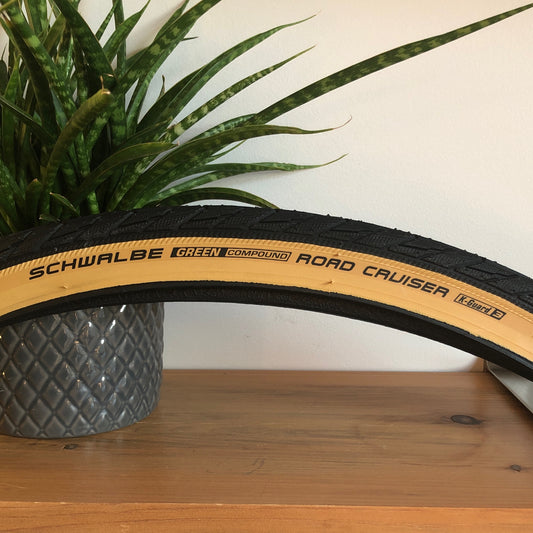 SCHWALBE GREEN COMPOUND ROAD CRUISER K-Guard 3